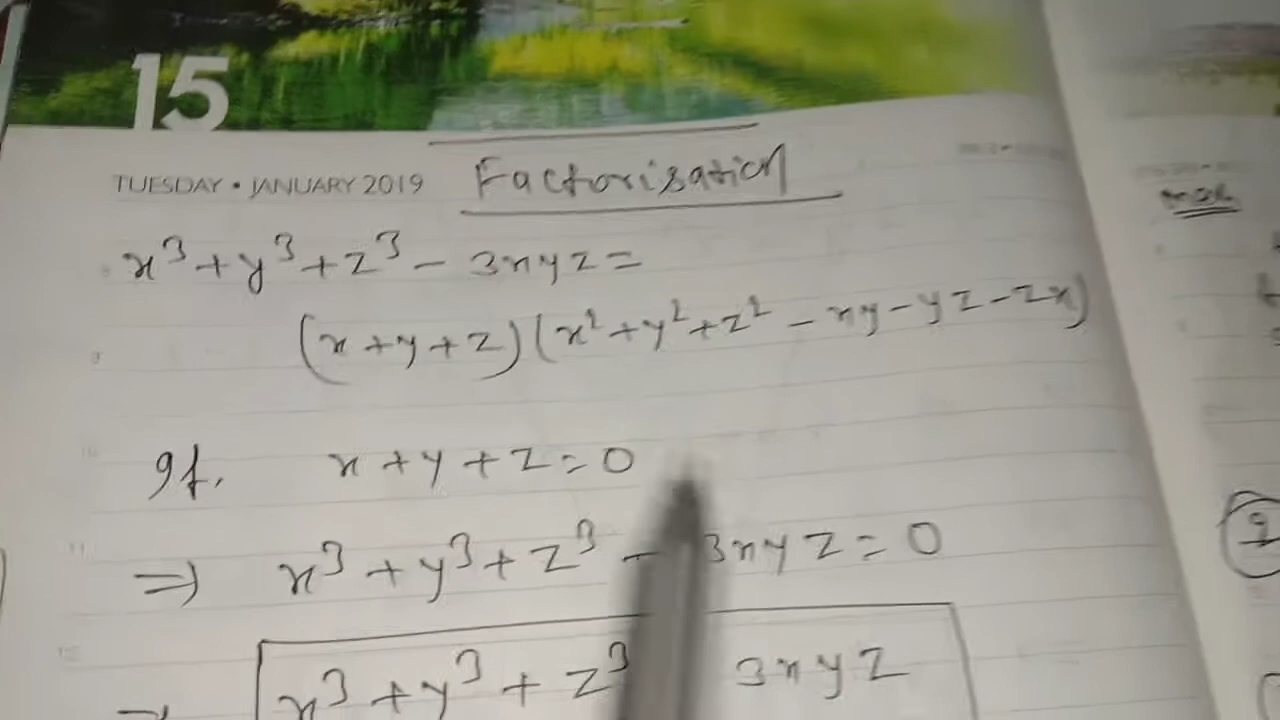 15
TUESDAY • JANUARY 2019
Factorisation
x³ + y³ + z³ - 3xyz =
(x + y + z) (x² + y² + z² - xy - yz - zx)
If, x + y + z = 0
=> x³ + y³ + z³ - 3xyz = 0
=> x³ + y³ + z³ 3xyz
11